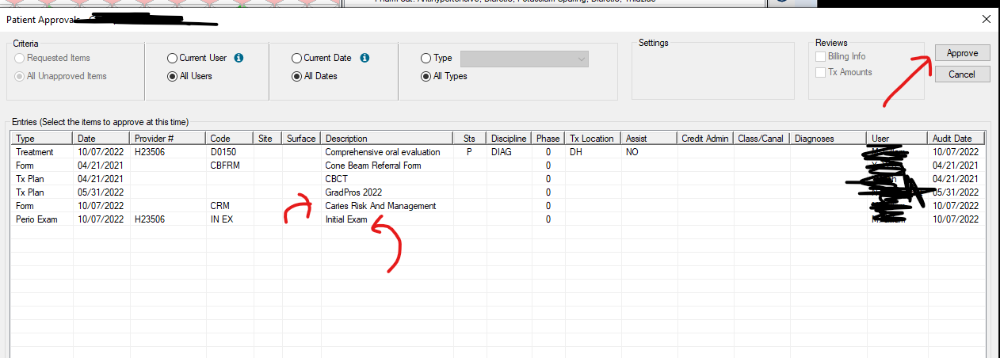 Pharm Cat: Antihypertensive, Diuretic, Potassium Sparing, Diuretic, Thiazide
Patient Approvals
Criteria
Requested Items
All Unapproved Items
Current User
All Users
Current Date
All Dates
Type
All Types
Settings
Reviews
Billing Info
Tx Amounts
Approve
Cancel
Entries (Select the items to approve at this time)
Type Date Provider # Code Site Surface Description Sts Discipline Phase Tx Location Assist Credit Admin Class/Canal Diagnoses User Audit Date
Treatment 10/07/2022 H23506 D0150 Comprehensive oral evaluation P DIAG 0 DH NO 10/07/2022
Form 04/21/2021 CBFRM Cone Beam Referral Form 0 04/21/2021
Tx Plan 04/21/2021 CBCT 0 04/21/2021
Tx Plan 05/31/2022 GradPros 2022 0 05/31/2022
Form 10/07/2022 CRM Caries Risk And Management 0 10/07/2022
Perio Exam 10/07/2022 H23506 IN EX Initial Exam 0 10/07/2022